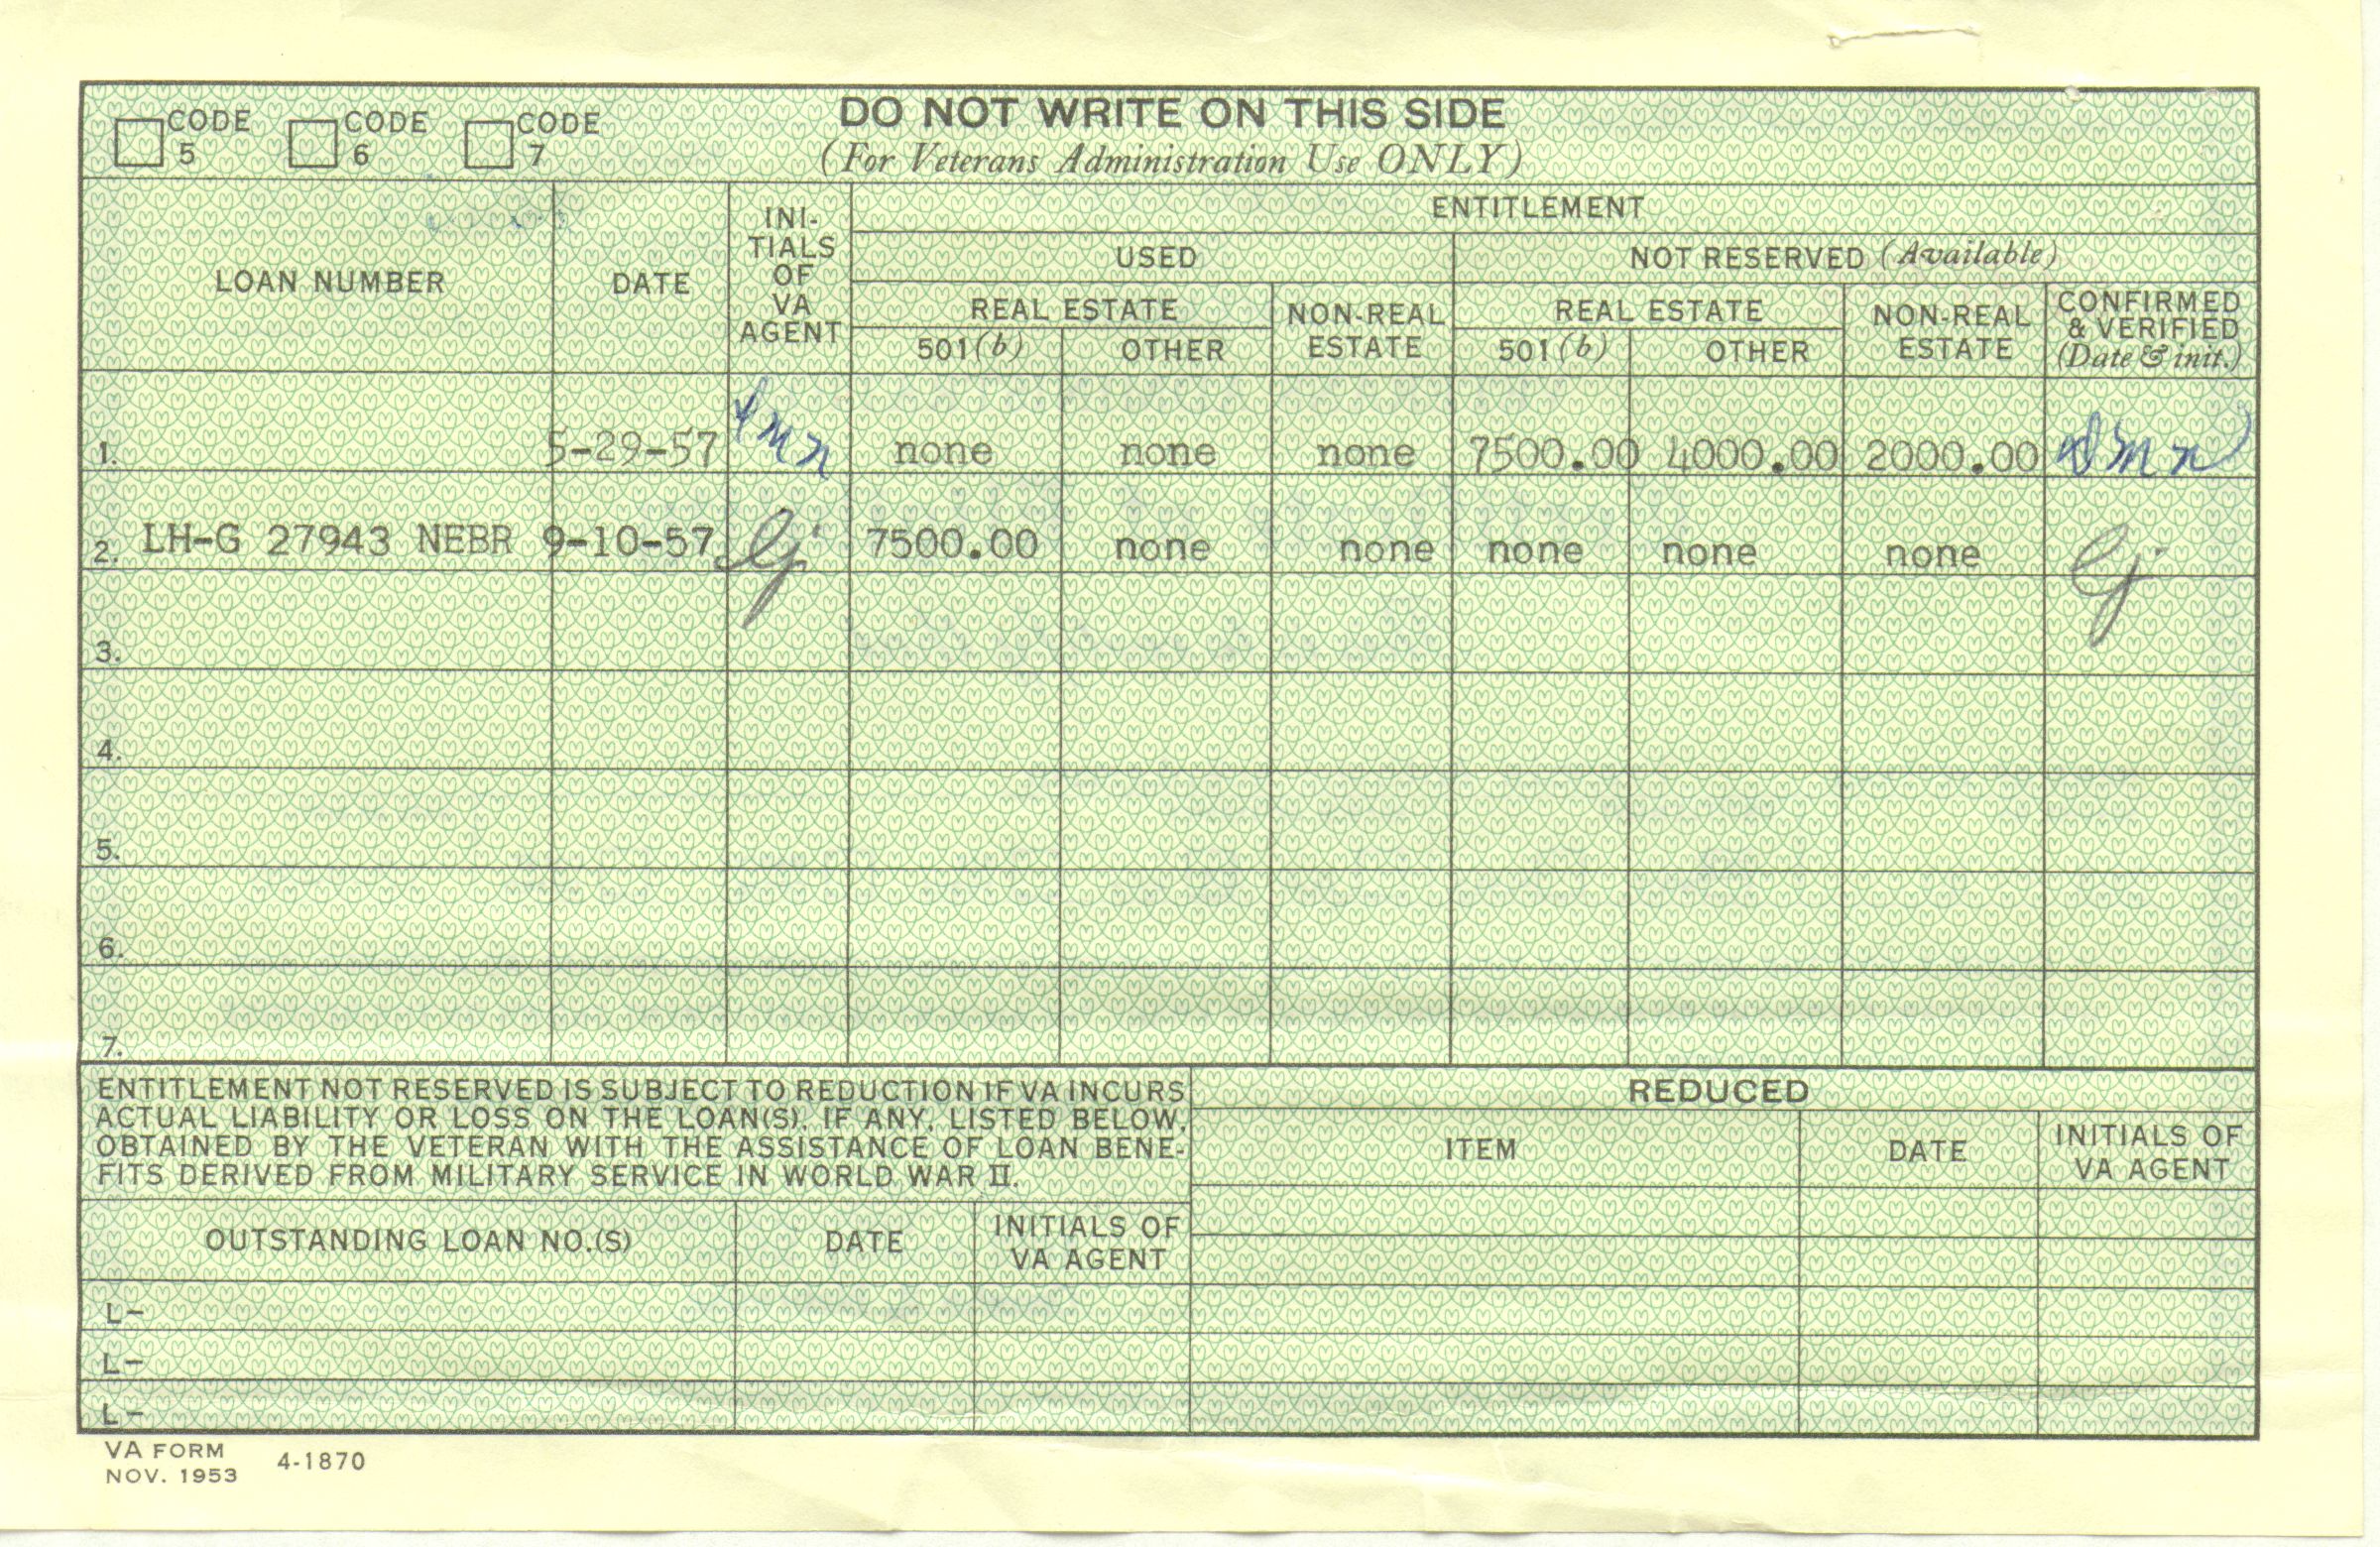 CODE 5 CODE 6 CODE 7
DO NOT WRITE ON THIS SIDE
(For Veterans Administration Use ONLY)
LOAN NUMBER
DATE
INI-
TIALS
OF
VA
AGENT
ENTITLEMENT
USED
NOT RESERVED (Available)
REAL ESTATE
501(b) OTHER
NON-REAL
ESTATE
REAL ESTATE
501(b) OTHER
NON-REAL
ESTATE
CONFIRMED
& VERIFIED
(Date & init.)
1. 5-29-57 none none none 7500.00 4000.00 2000.00
2. LH-G 27943 NEBR 9-10-57 lj 7500.00 none none none none none lj
3.
4.
5.
6.
7.
ENTITLEMENT NOT RESERVED IS SUBJECT TO REDUCTION IF VA INCURS
ACTUAL LIABILITY OR LOSS ON THE LOAN(S), IF ANY, LISTED BELOW,
OBTAINED BY THE VETERAN WITH THE ASSISTANCE OF LOAN BENE-
FITS DERIVED FROM MILITARY SERVICE IN WORLD WAR II.
OUTSTANDING LOAN NO.(S)
DATE
INITIALS OF
VA AGENT
L-
L-
L-
REDUCED
ITEM
DATE
INITIALS OF
VA AGENT
VA FORM
NOV. 1953 4-1870